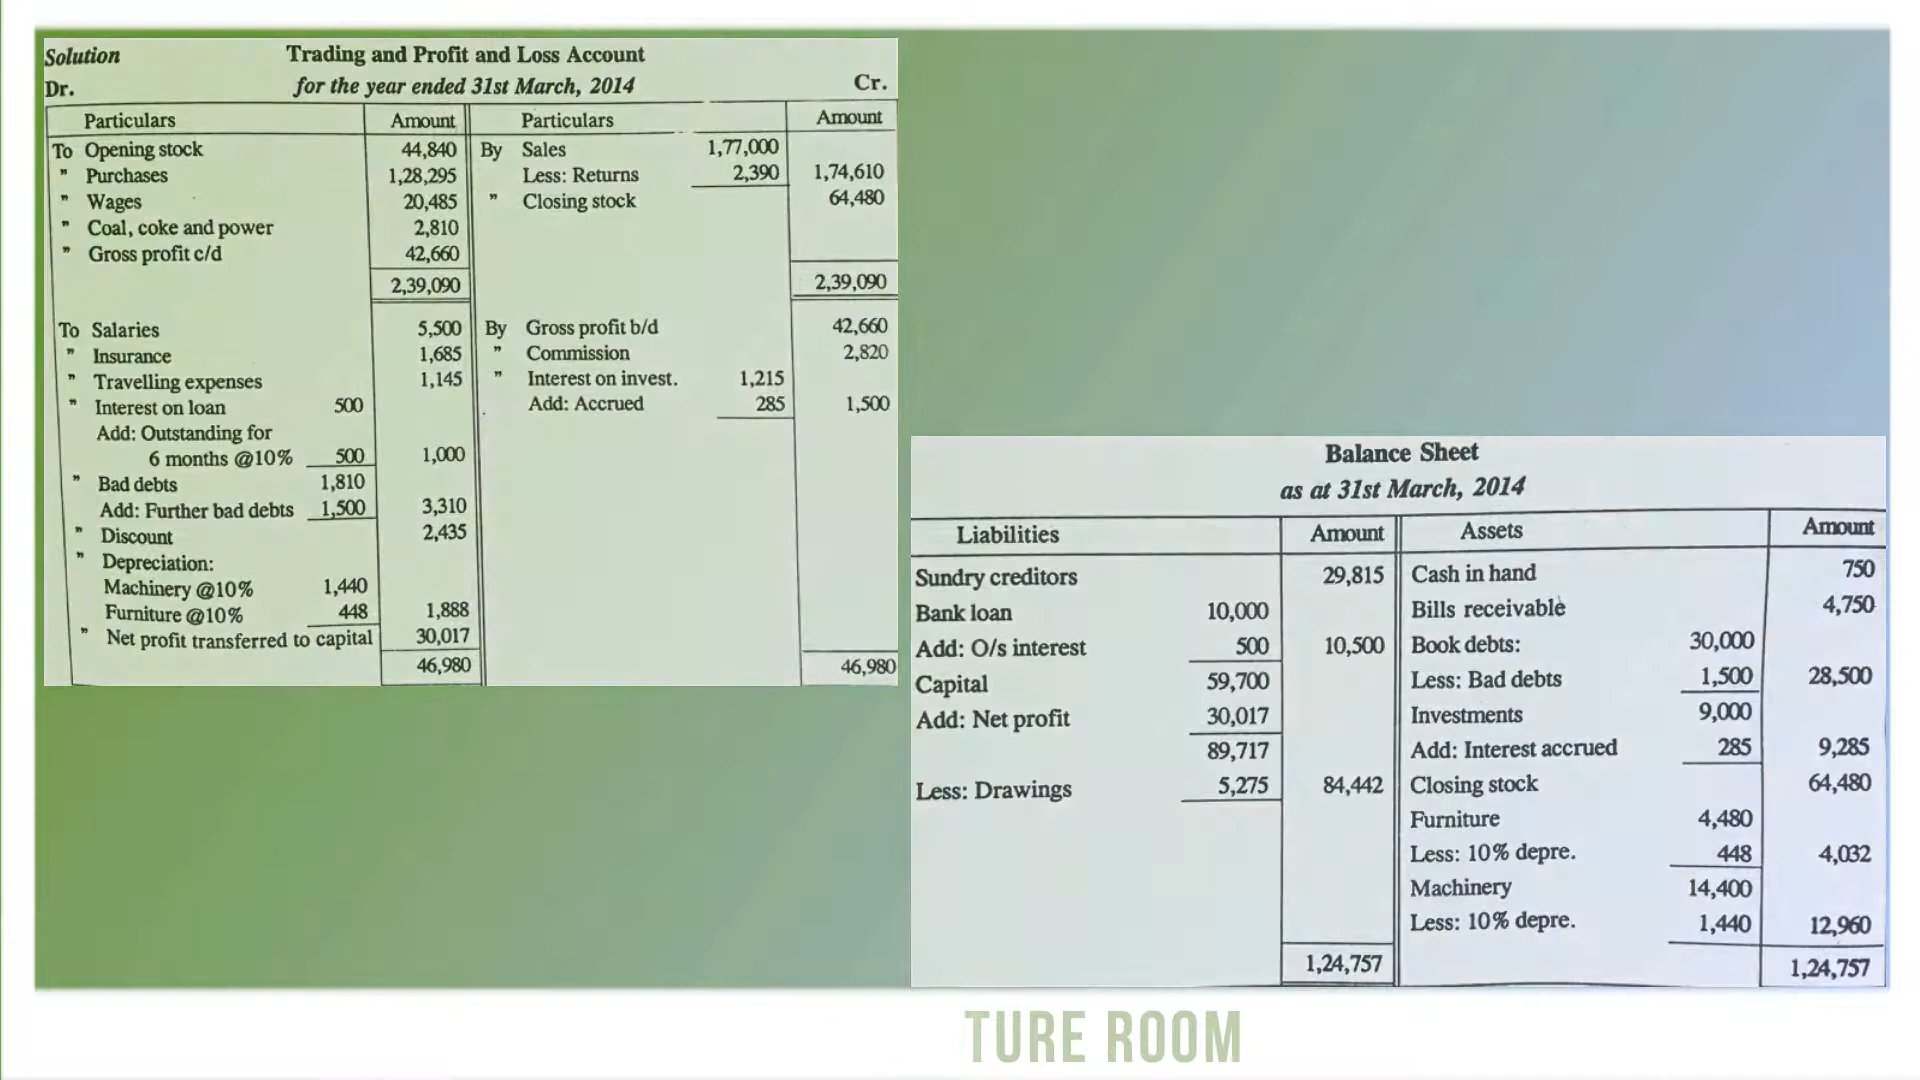 Solution Trading and Profit and Loss Account
Dr. for the year ended 31st March, 2014 Cr.
Particulars Amount Particulars Amount
To Opening stock 44,840 By Sales 1,77,000
" Purchases 1,28,295 Less: Returns 2,390 1,74,610
" Wages 20,485 " Closing stock 64,480
" Coal, coke and power 2,810
" Gross profit c/d 42,660
2,39,090 2,39,090
To Salaries 5,500 By Gross profit b/d 42,660
" Insurance 1,685 " Commission 2,820
" Travelling expenses 1,145 " Interest on invest. 1,215
" Interest on loan 500 Add: Accrued 285 1,500
Add: Outstanding for
6 months @10% 500 1,000
" Bad debts 1,810
Add: Further bad debts 1,500 3,310
" Discount 2,435
" Depreciation:
Machinery @10% 1,440
Furniture @10% 448 1,888
" Net profit transferred to capital 30,017
46,980 46,980
Balance Sheet
as at 31st March, 2014
Liabilities Amount Assets Amount
Sundry creditors 29,815 Cash in hand 750
Bank loan 10,000 Bills receivable 4,750
Add: O/s interest 500 10,500 Book debts: 30,000
Capital 59,700 Less: Bad debts 1,500 28,500
Add: Net profit 30,017 Investments 9,000
89,717 Add: Interest accrued 285 9,285
Less: Drawings 5,275 84,442 Closing stock 64,480
Furniture 4,480
Less: 10% depre. 448 4,032
Machinery 14,400
Less: 10% depre. 1,440 12,960
1,24,757 1,24,757
TURE ROOM